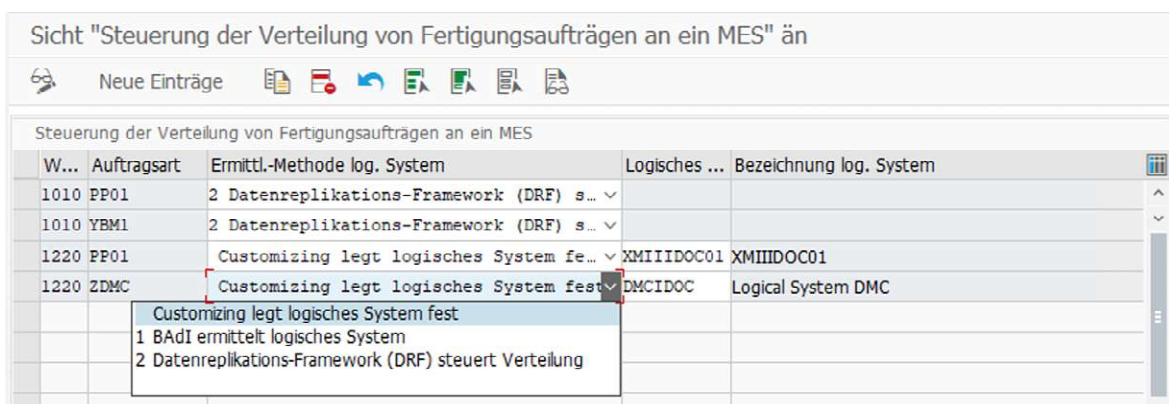 Sicht "Steuerung der Verteilung von Fertigungsaufträgen an ein MES" än
Neue Einträge
Steuerung der Verteilung von Fertigungsaufträgen an ein MES
W... Auftragsart Ermittl.-Methode log. System Logisches ... Bezeichnung log. System
1010 PP01 2 Datenreplikations-Framework (DRF) s…
1010 YBM1 2 Datenreplikations-Framework (DRF) s…
1220 PP01 Customizing legt logisches System fe… XMIIIDOC01 XMIIIDOC01
1220 ZDMC Customizing legt logisches System fest DMCIDOC Logical System DMC
Customizing legt logisches System fest
1 BAdI ermittelt logisches System
2 Datenreplikations-Framework (DRF) steuert Verteilung